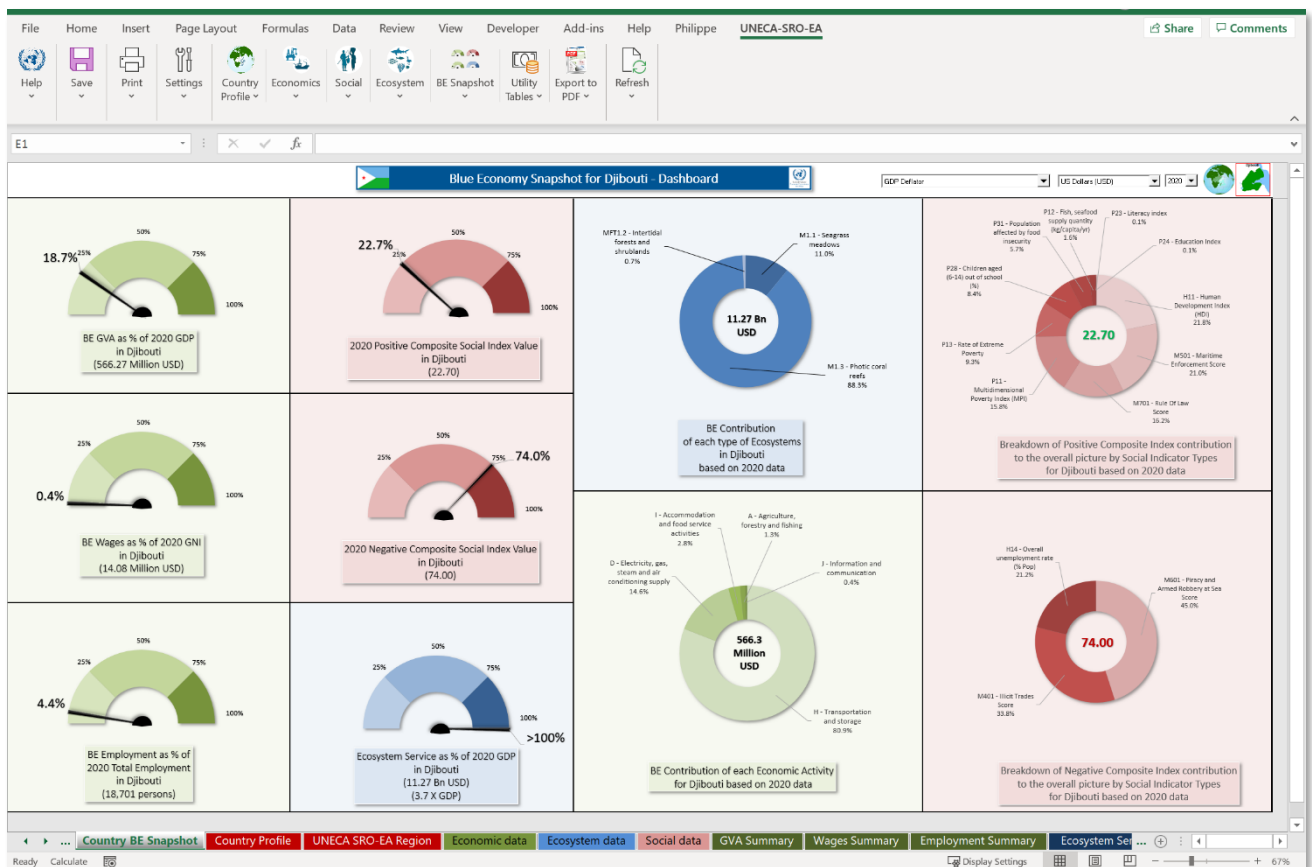 File Home Insert Page Layout Formulas Data Review View Developer Add-ins Help Philippe UNECA-SRO-EA Share Comments
Help Save Print Settings Country Profile Economics Social Ecosystem BE Snapshot Utility Tables Export to PDF Refresh
E1 fx
Blue Economy Snapshot for Djibouti - Dashboard
GDP Deflator US Dollars (USD) 2020
18.7%
25%
50%
75%
100%
BE GVA as % of 2020 GDP
in Djibouti
(566.27 Million USD)
22.7%
25%
50%
75%
100%
2020 Positive Composite Social Index Value
in Djibouti
(22.70)
MFT1.2 - Intertidal
forests and
shrublands
0.7%
M1.1 - Seagrass
meadows
11.0%
11.27 Bn
USD
M1.3 - Photic coral
reefs
88.3%
BE Contribution
of each type of Ecosystems
in Djibouti
based on 2020 data
P12 - Fish, seafood
supply quantity
(kg/capita/yr)
1.6%
P23 - Literacy index
0.1%
P31 - Population
affected by food
insecurity
5.7%
P24 - Education Index
0.1%
P28 - Children aged
(6-14) out of school
(%)
8.4%
H11 - Human
Development Index
(HDI)
21.8%
22.70
P13 - Rate of Extreme
Poverty
9.3%
M501 - Maritime
Enforcement Score
21.0%
P11 -
Multidimensional
Poverty Index (MPI)
15.8%
M701 - Rule Of Law
Score
16.2%
Breakdown of Positive Composite Index contribution
to the overall picture by Social Indicator Types
for Djibouti based on 2020 data
0.4%
25%
50%
75%
100%
BE Wages as % of 2020 GNI
in Djibouti
(14.08 Million USD)
25%
50%
75%
74.0%
100%
2020 Negative Composite Social Index Value
in Djibouti
(74.00)
4.4%
25%
50%
75%
100%
BE Employment as % of
2020 Total Employment
in Djibouti
(18,701 persons)
25%
50%
75%
100%
>100%
Ecosystem Service as % of 2020 GDP
in Djibouti
(11.27 Bn USD)
(3.7 X GDP)
I - Accommodation
and food service
activities
2.8%
A - Agriculture,
forestry and fishing
1.3%
D - Electricity, gas,
steam and air
conditioning supply
14.6%
J - Information and
communication
0.4%
566.3
Million
USD
H - Transportation
and storage
80.9%
BE Contribution of each Economic Activity
for Djibouti based on 2020 data
H14 - Overall
unemployment rate
(% Pop)
21.2%
M601 - Piracy and
Armed Robbery at Sea
Score
45.0%
74.00
M401 - Illicit Trades
Score
33.8%
Breakdown of Negative Composite Index contribution
to the overall picture by Social Indicator Types
for Djibouti based on 2020 data
... Country BE Snapshot Country Profile UNECA SRO-EA Region Economic data Ecosystem data Social data GVA Summary Wages Summary Employment Summary Ecosystem Ser ...
Ready Calculate Display Settings 67%